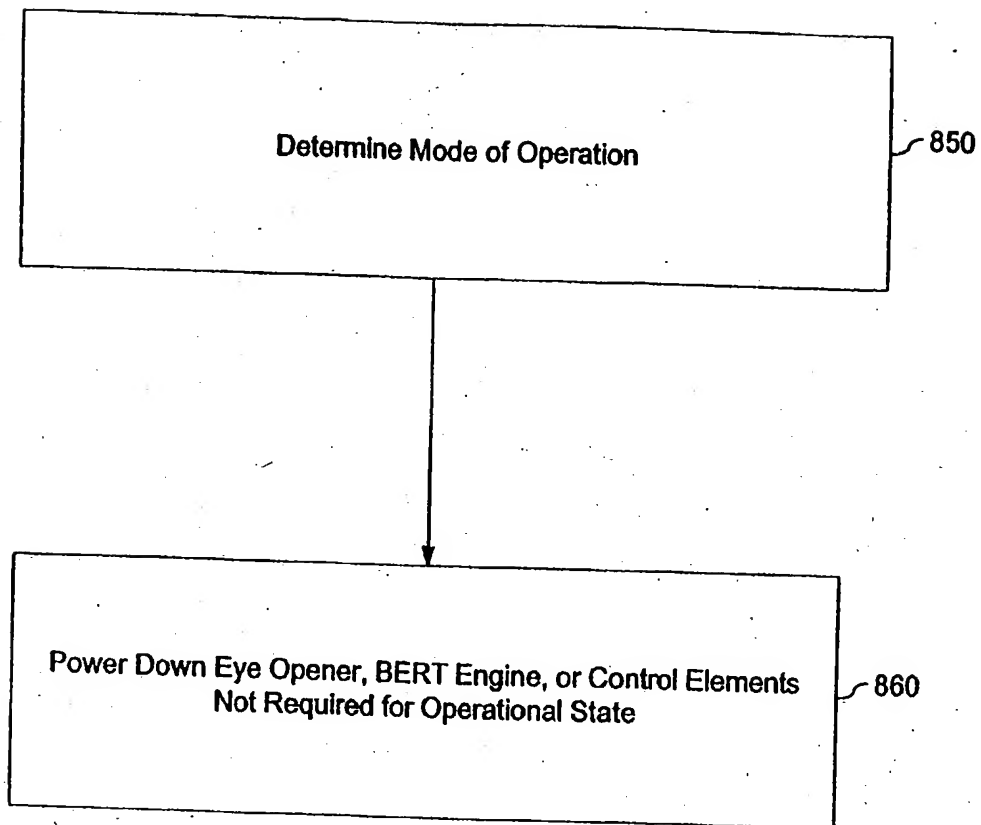 Determine Mode of Operation
850
Power Down Eye Opener, BERT Engine, or Control Elements
Not Required for Operational State
860